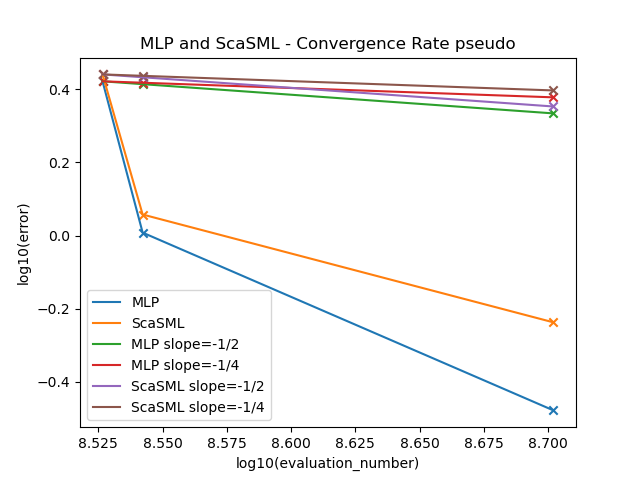 MLP and ScaSML - Convergence Rate pseudo
log10(error)
0.4
0.2
0.0
−0.2
−0.4
MLP
ScaSML
MLP slope=-1/2
MLP slope=-1/4
ScaSML slope=-1/2
ScaSML slope=-1/4
8.525 8.550 8.575 8.600 8.625 8.650 8.675 8.700
log10(evaluation_number)